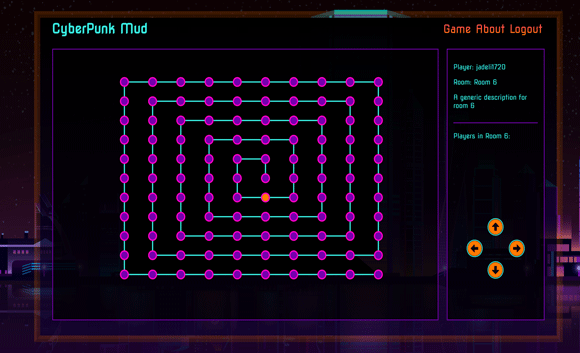 CyberPunk Mud
Game About Logout
Player: jadeli1720
Room: Room 6
A generic description for
room 6
Players in Room 6: